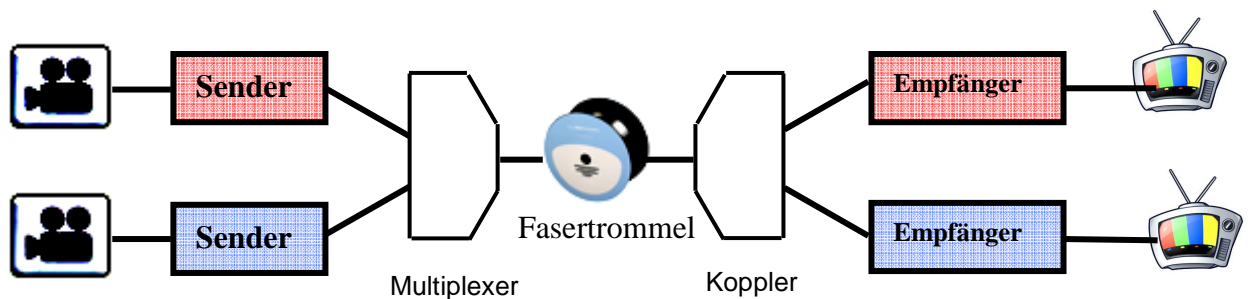 Sender
Empfänger
Sender
Empfänger
Fasertrommel
Multiplexer
Koppler